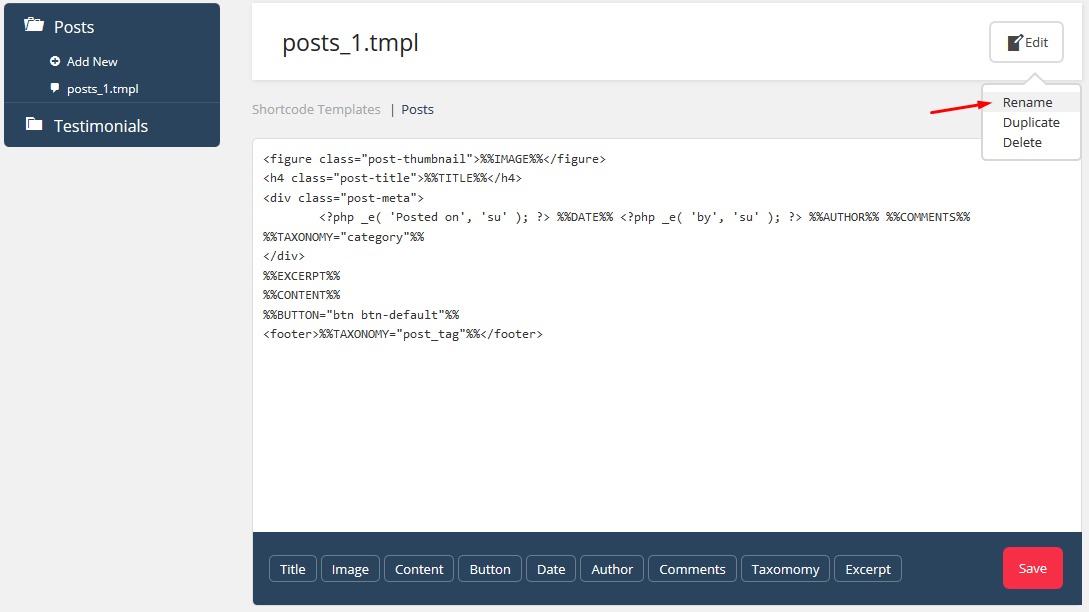 Posts
Add New
posts_1.tmpl
Testimonials
posts_1.tmpl
Edit
Rename
Duplicate
Delete
Shortcode Templates | Posts
<figure class="post-thumbnail">%%IMAGE%%</figure>
<h4 class="post-title">%%TITLE%%</h4>
<div class="post-meta">
<?php _e( 'Posted on', 'su' ); ?> %%DATE%% <?php _e( 'by', 'su' ); ?> %%AUTHOR%% %%COMMENTS%%
%%TAXONOMY="category"%%
</div>
%%EXCERPT%%
%%CONTENT%%
%%BUTTON="btn btn-default"%%
<footer>%%TAXONOMY="post_tag"%%</footer>
Title Image Content Button Date Author Comments Taxomomy Excerpt Save